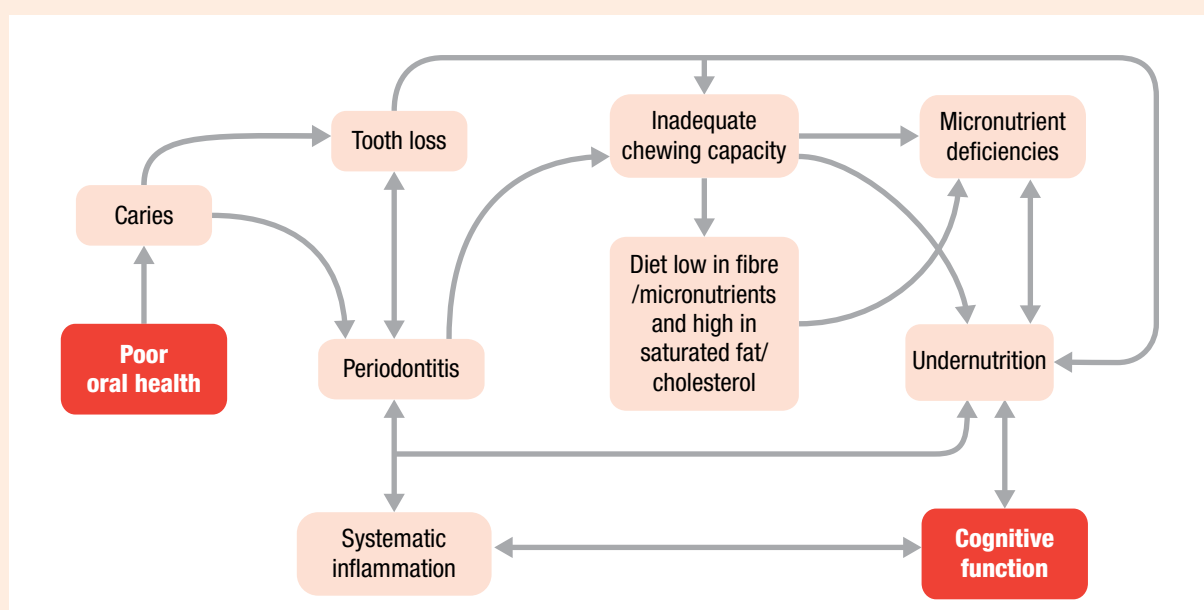 Tooth loss
Inadequate
chewing capacity
Micronutrient
deficiencies
Caries
Diet low in fibre
/micronutrients
and high in
saturated fat/
cholesterol
Poor
oral health
Periodontitis
Undernutrition
Systematic
inflammation
Cognitive
function